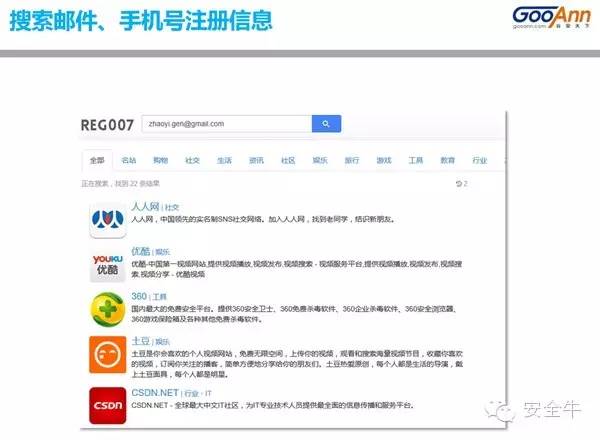 搜索邮件、手机号注册信息
GooAnn
gooann.com 谷安天下
REG007
zhaoyi.gen@gmail.com
全部 名站 购物 社交 生活 资讯 社区 娱乐 旅行 游戏 工具 教育 行业
正在搜索，找到 22 条结果
2
人人网 | 社交
人人网，中国领先的实名制SNS社交网络。加入人人网，找到老同学，结识新朋友。
YOUKU
优酷
优酷 | 娱乐
优酷-中国第一视频网站,提供视频播放,视频发布,视频搜索 - 视频服务平台,提供视频播放,视频发布,视频搜
索,视频分享 - 优酷视频
360 | 工具
国内最大的免费安全平台。提供360安全卫士、360免费杀毒软件、360企业杀毒软件、360安全浏览器、
360游戏保险箱及各种其他免费杀毒软件。
土豆 | 娱乐
土豆是你会喜欢的个人视频网站，免费无限空间，上传你的视频，观看和搜索海量视频节目，收藏你喜欢
的视频，订阅你关注的播客，简单方便地分享给你的朋友们。土豆热盟原创，每个人都是生活的导演，戴
上土豆面具，每个人都是明星。
CSDN
CSDN.NET | 行业 · IT
CSDN.NET - 全球最大中文IT社区，为IT专业技术人员提供最全面的信息传播和服务平台。
安全牛